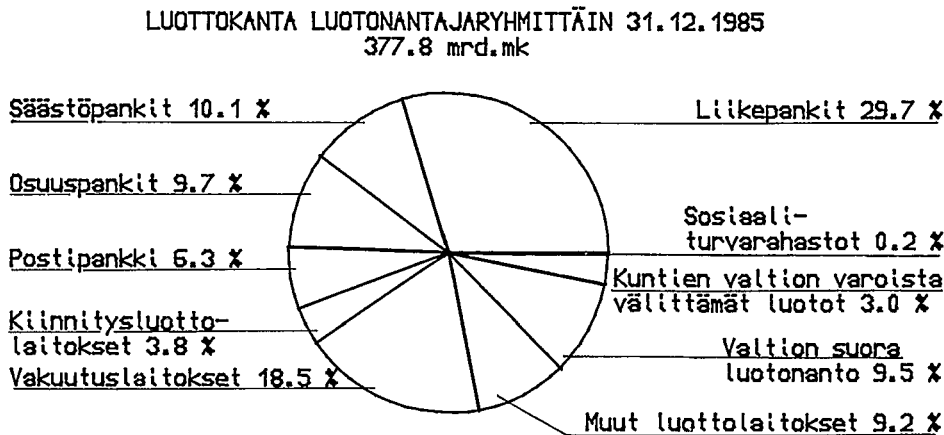 LUOTTOKANTA LUOTONANTAJARYHMITTÄIN 31.12.1985
377.8 mrd.mk
Säästöpankit 10.1 %
Osuuspankit 9.7 %
Postipankki 6.3 %
Kiinnitysluotto-
laitokset 3.8 %
Vakuutuslaitokset 18.5 %
Liikepankit 29.7 %
Sosiaali-
turvarahastot 0.2 %
Kuntien valtion varoista
välittämät luotot 3.0 %
Valtion suora
luotonanto 9.5 %
Muut luottolaitokset 9.2 %